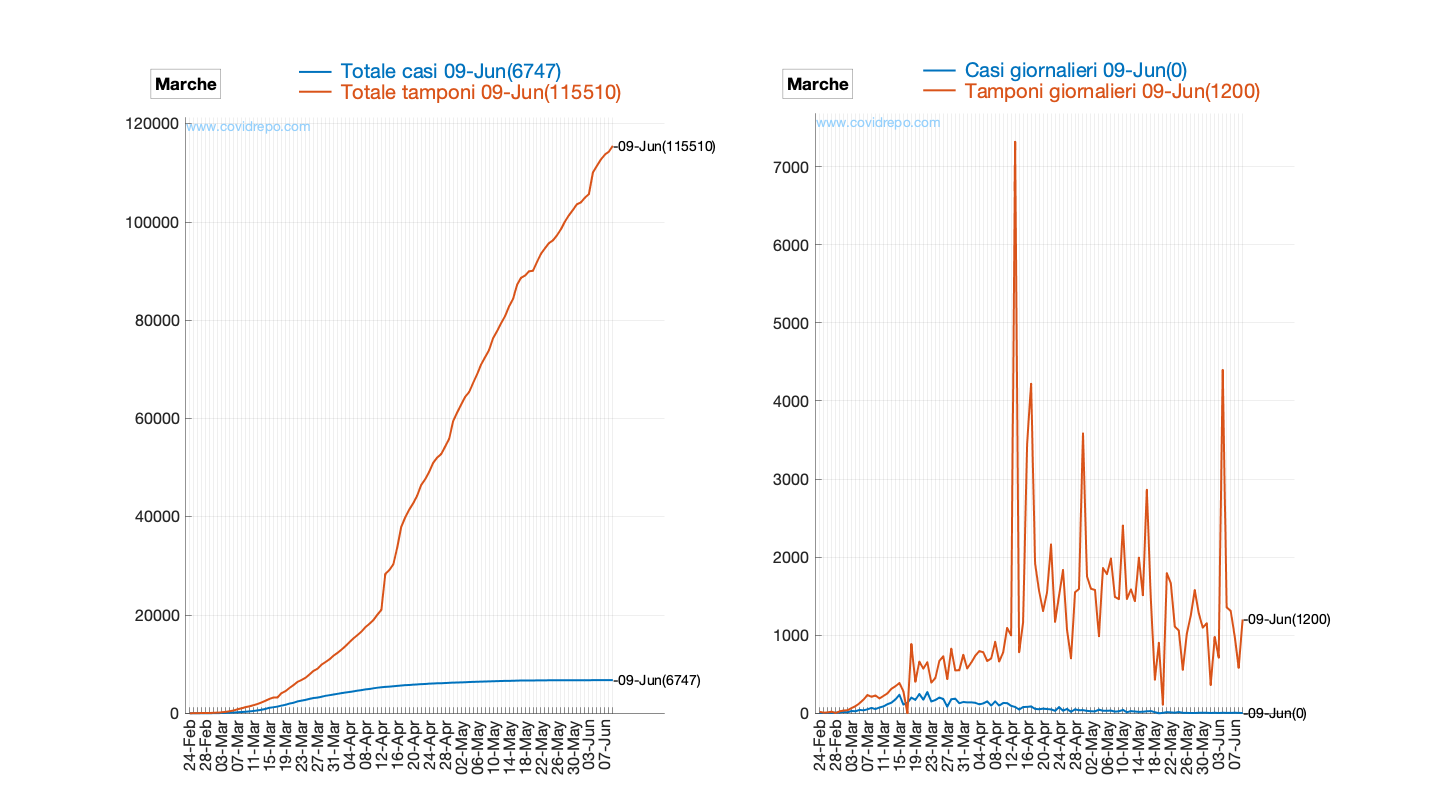 Marche
Totale casi 09-Jun(6747)
Totale tamponi 09-Jun(115510)
www.covidrepo.com
120000
100000
80000
60000
40000
20000
0
-09-Jun(115510)
-09-Jun(6747)
24-Feb
28-Feb
03-Mar
07-Mar
11-Mar
15-Mar
19-Mar
23-Mar
27-Mar
31-Mar
04-Apr
08-Apr
12-Apr
16-Apr
20-Apr
24-Apr
28-Apr
02-May
06-May
10-May
14-May
18-May
22-May
26-May
30-May
03-Jun
07-Jun
Marche
Casi giornalieri 09-Jun(0)
Tamponi giornalieri 09-Jun(1200)
www.covidrepo.com
7000
6000
5000
4000
3000
2000
1000
0
-09-Jun(1200)
-09-Jun(0)
24-Feb
28-Feb
03-Mar
07-Mar
11-Mar
15-Mar
19-Mar
23-Mar
27-Mar
31-Mar
04-Apr
08-Apr
12-Apr
16-Apr
20-Apr
24-Apr
28-Apr
02-May
06-May
10-May
14-May
18-May
22-May
26-May
30-May
03-Jun
07-Jun